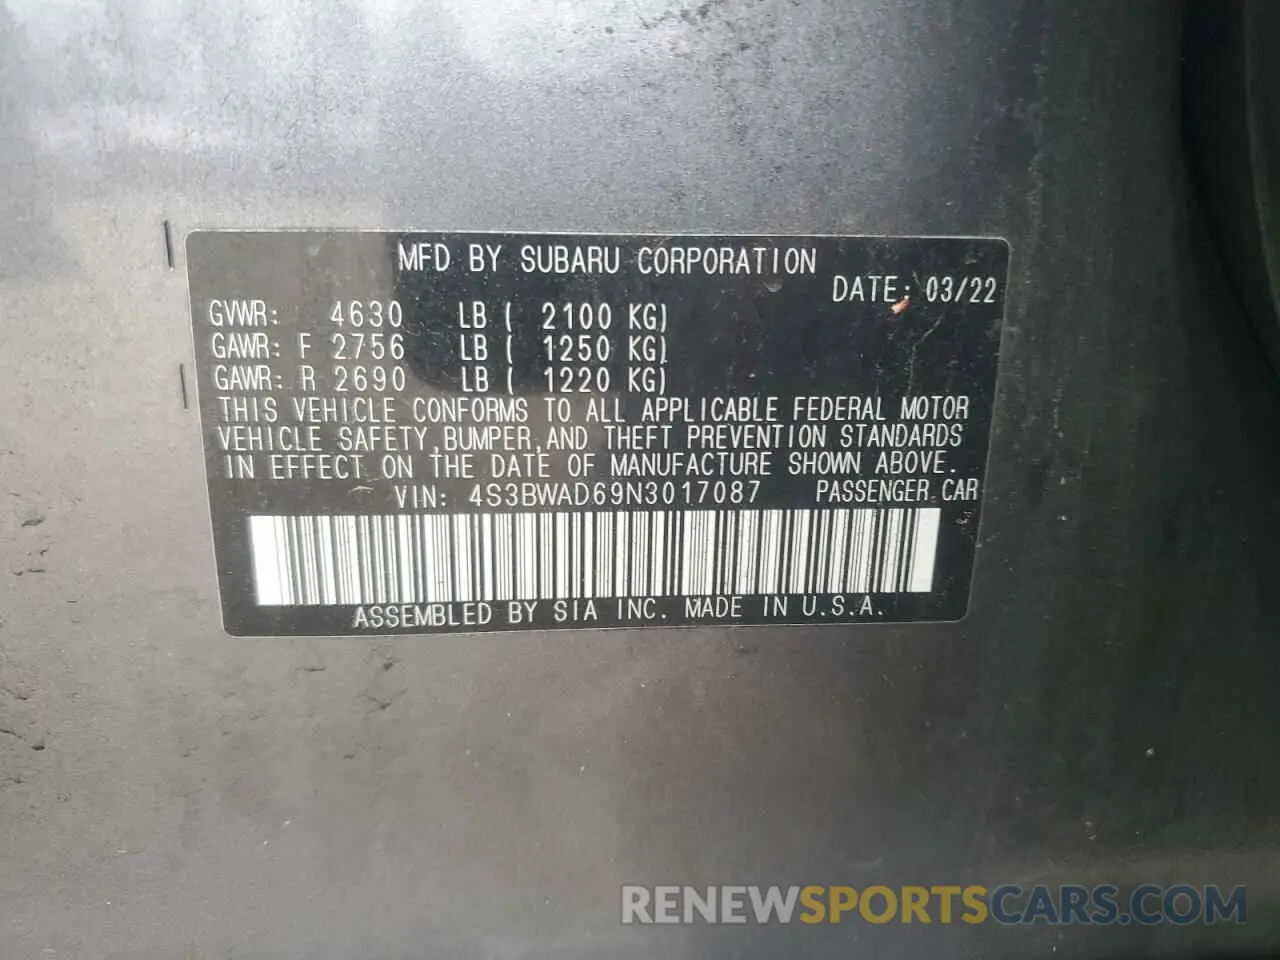 MFD BY SUBARU CORPORATION
DATE: 03/22
GVWR: 4630 LB ( 2100 KG)
GAWR: F 2756 LB ( 1250 KG)
GAWR: R 2690 LB ( 1220 KG)
THIS VEHICLE CONFORMS TO ALL APPLICABLE FEDERAL MOTOR
VEHICLE SAFETY, BUMPER, AND THEFT PREVENTION STANDARDS
IN EFFECT ON THE DATE OF MANUFACTURE SHOWN ABOVE.
VIN: 4S3BWAD69N3017087 PASSENGER CAR
ASSEMBLED BY SIA INC. MADE IN U.S.A.
RENEWSPORTSCARS.COM